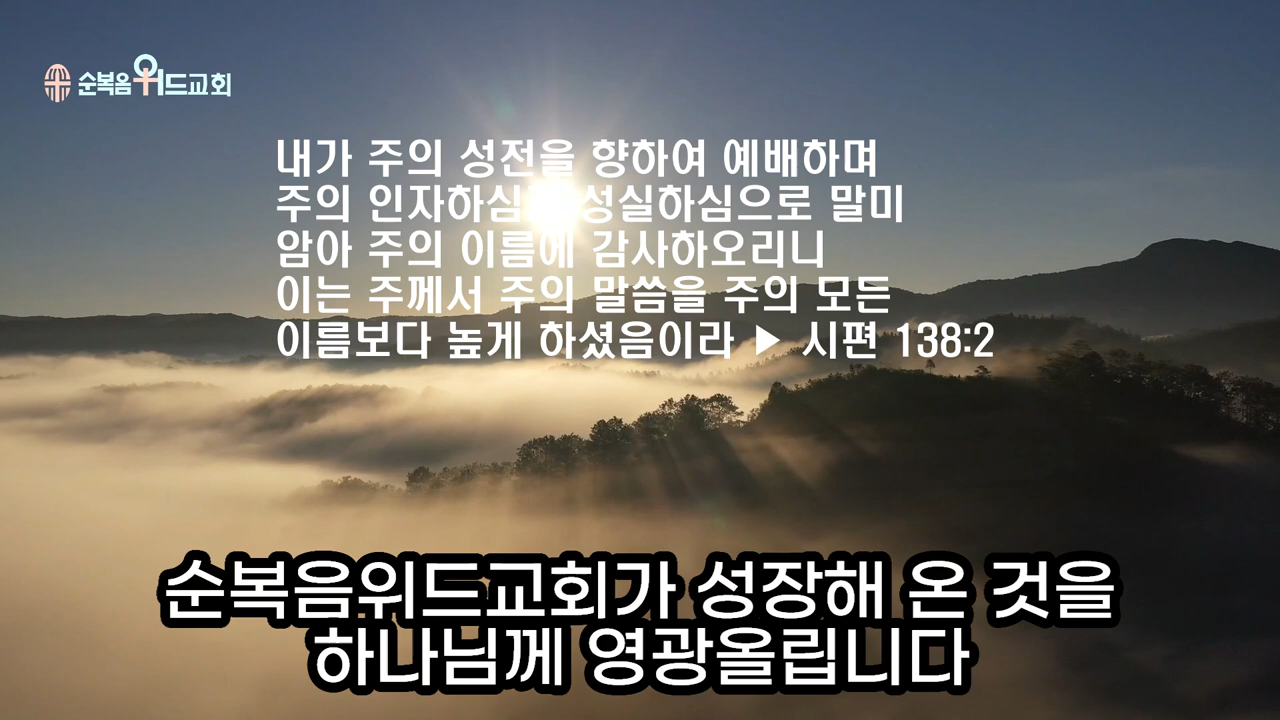 순복음위드교회
내가 주의 성전을 향하여 예배하며
주의 인자하심과 성실하심으로 말미
암아 주의 이름에 감사하오리니
이는 주께서 주의 말씀을 주의 모든
이름보다 높게 하셨음이라 ▶ 시편 138:2
순복음위드교회가 성장해 온 것을
하나님께 영광올립니다